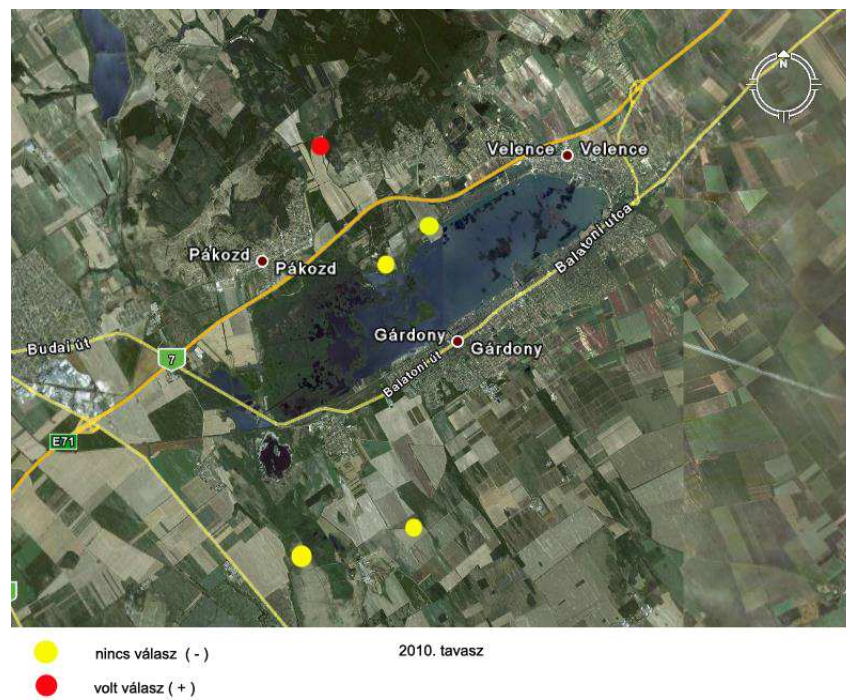 N
Velence
Velence
Pákozd
Pákozd
Balatoni utca
Gárdony
Gárdony
Budai út
7
Balatoni út
E71
nincs válasz ( - )
2010. tavasz
volt válasz ( + )